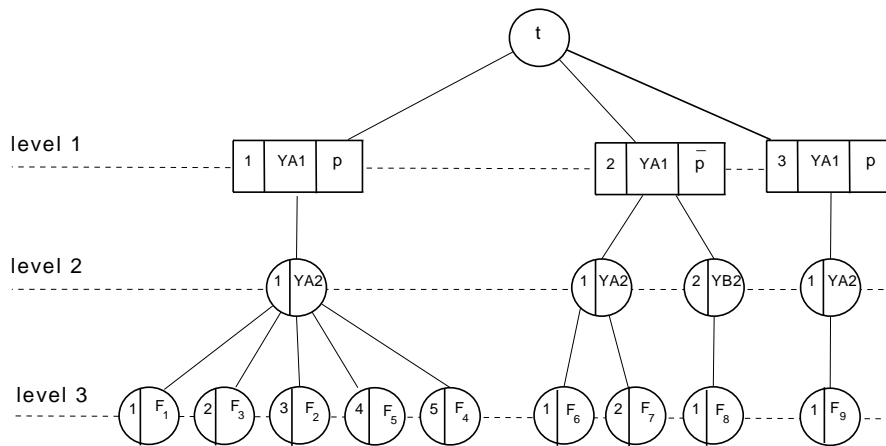 t
level 1
1 YA1 p
2 YA1 p̄
3 YA1 p
level 2
1 YA2
1 YA2
2 YB2
1 YA2
level 3
1 F₁
2 F₃
3 F₂
4 F₅
5 F₄
1 F₆
2 F₇
1 F₈
1 F₉